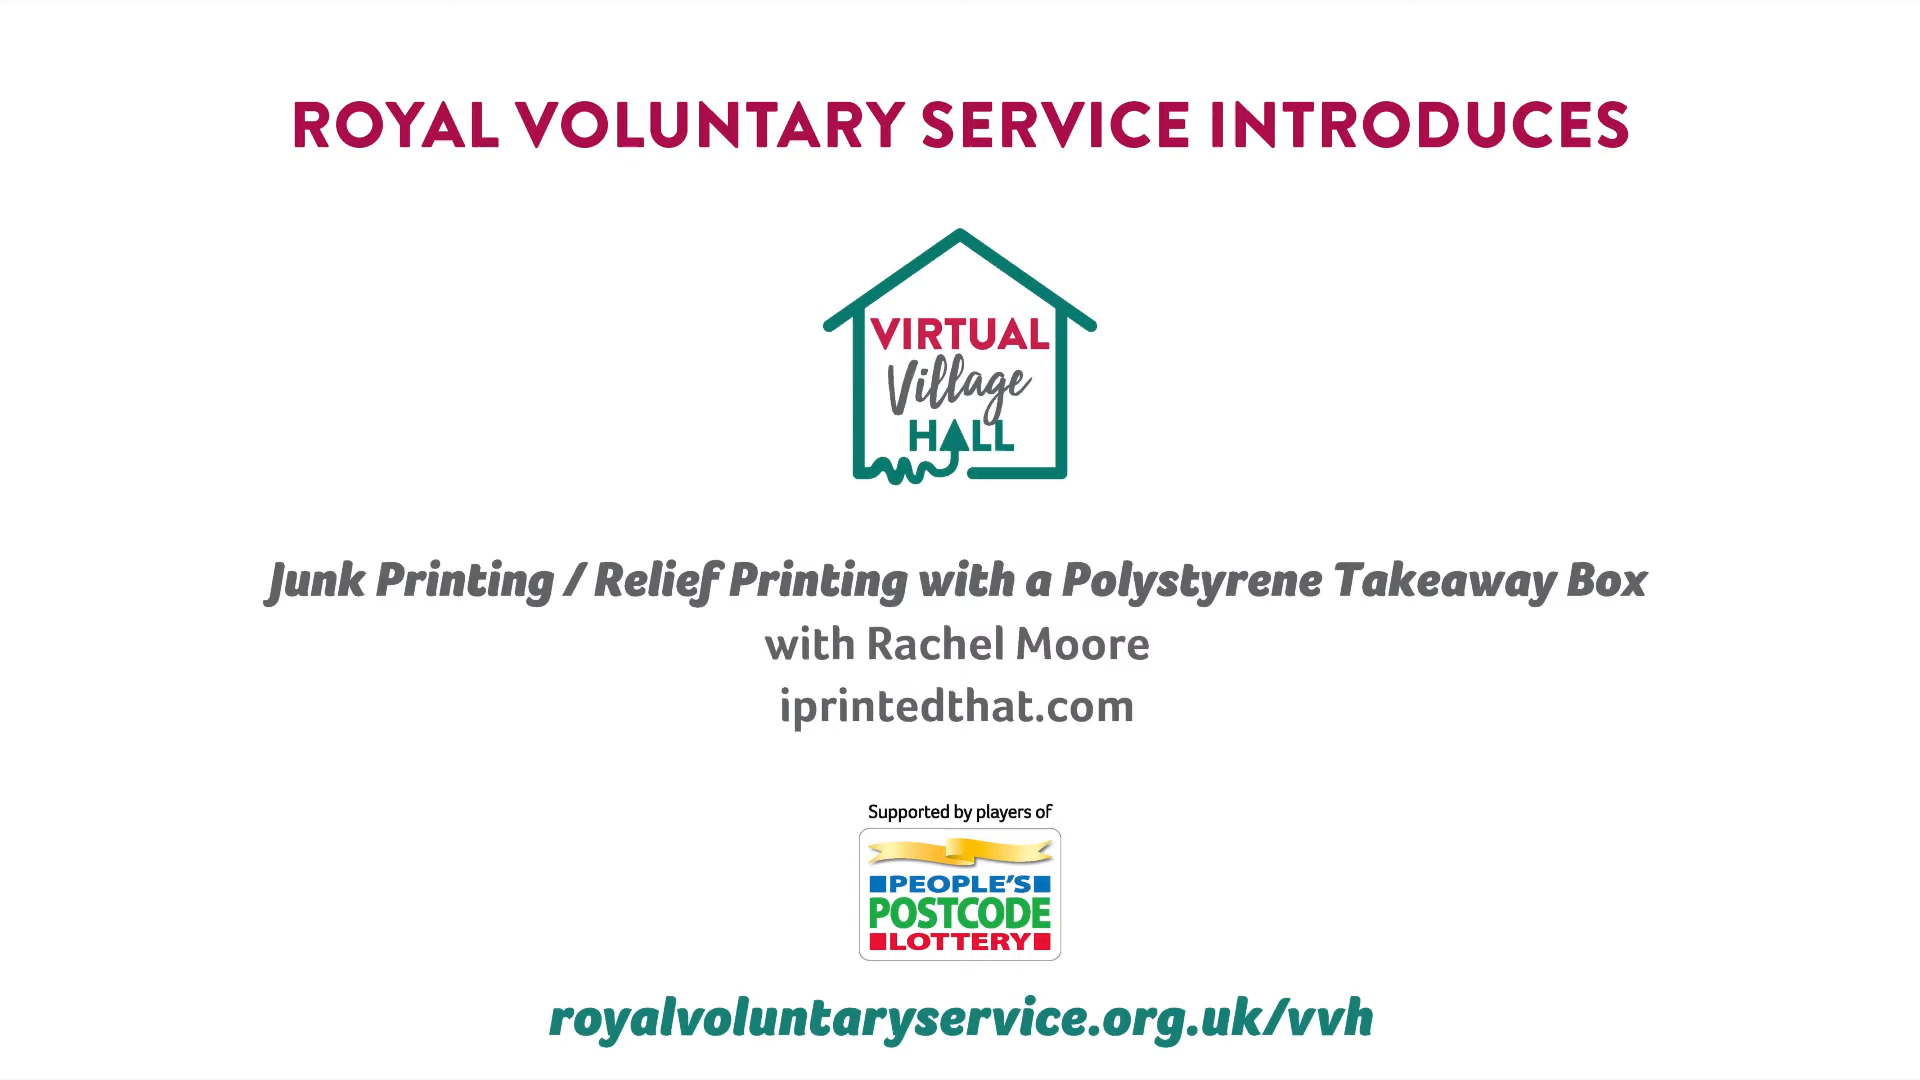 ROYAL VOLUNTARY SERVICE INTRODUCES
VIRTUAL
Village
HALL
Junk Printing / Relief Printing with a Polystyrene Takeaway Box
with Rachel Moore
iprintedthat.com
Supported by players of
PEOPLE'S
POSTCODE
LOTTERY
royalvoluntaryservice.org.uk/vvh